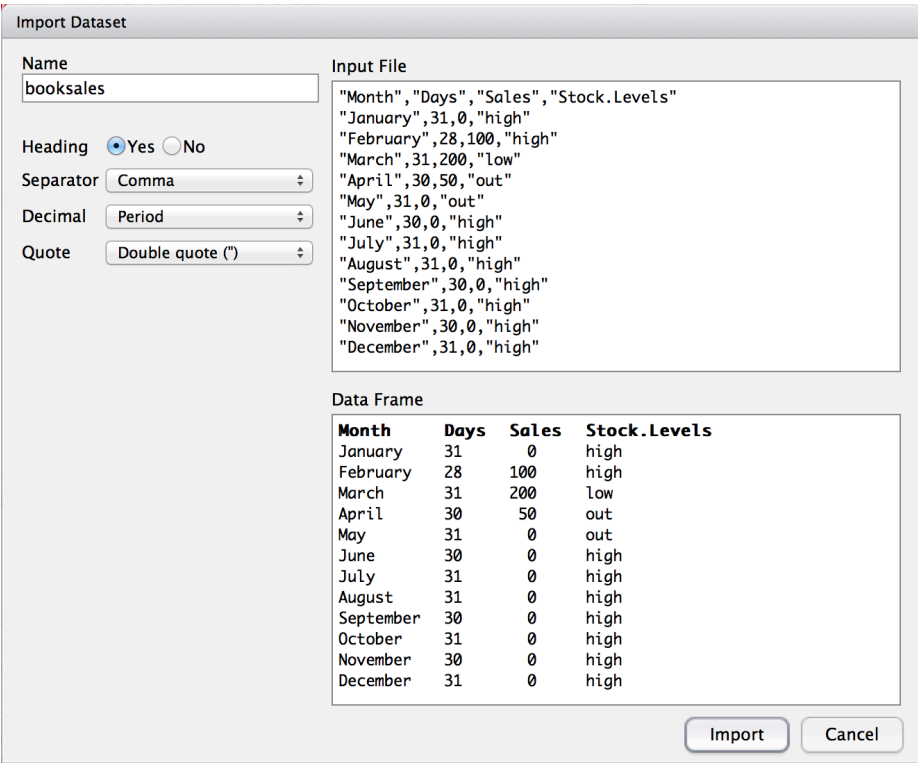 Import Dataset
Name
booksales
Heading Yes No
Separator Comma
Decimal Period
Quote Double quote (")
Input File
"Month","Days","Sales","Stock.Levels"
"January",31,0,"high"
"February",28,100,"high"
"March",31,200,"low"
"April",30,50,"out"
"May",31,0,"out"
"June",30,0,"high"
"July",31,0,"high"
"August",31,0,"high"
"September",30,0,"high"
"October",31,0,"high"
"November",30,0,"high"
"December",31,0,"high"
Data Frame
Month Days Sales Stock.Levels
January 31 0 high
February 28 100 high
March 31 200 low
April 30 50 out
May 31 0 out
June 30 0 high
July 31 0 high
August 31 0 high
September 30 0 high
October 31 0 high
November 30 0 high
December 31 0 high
Import Cancel